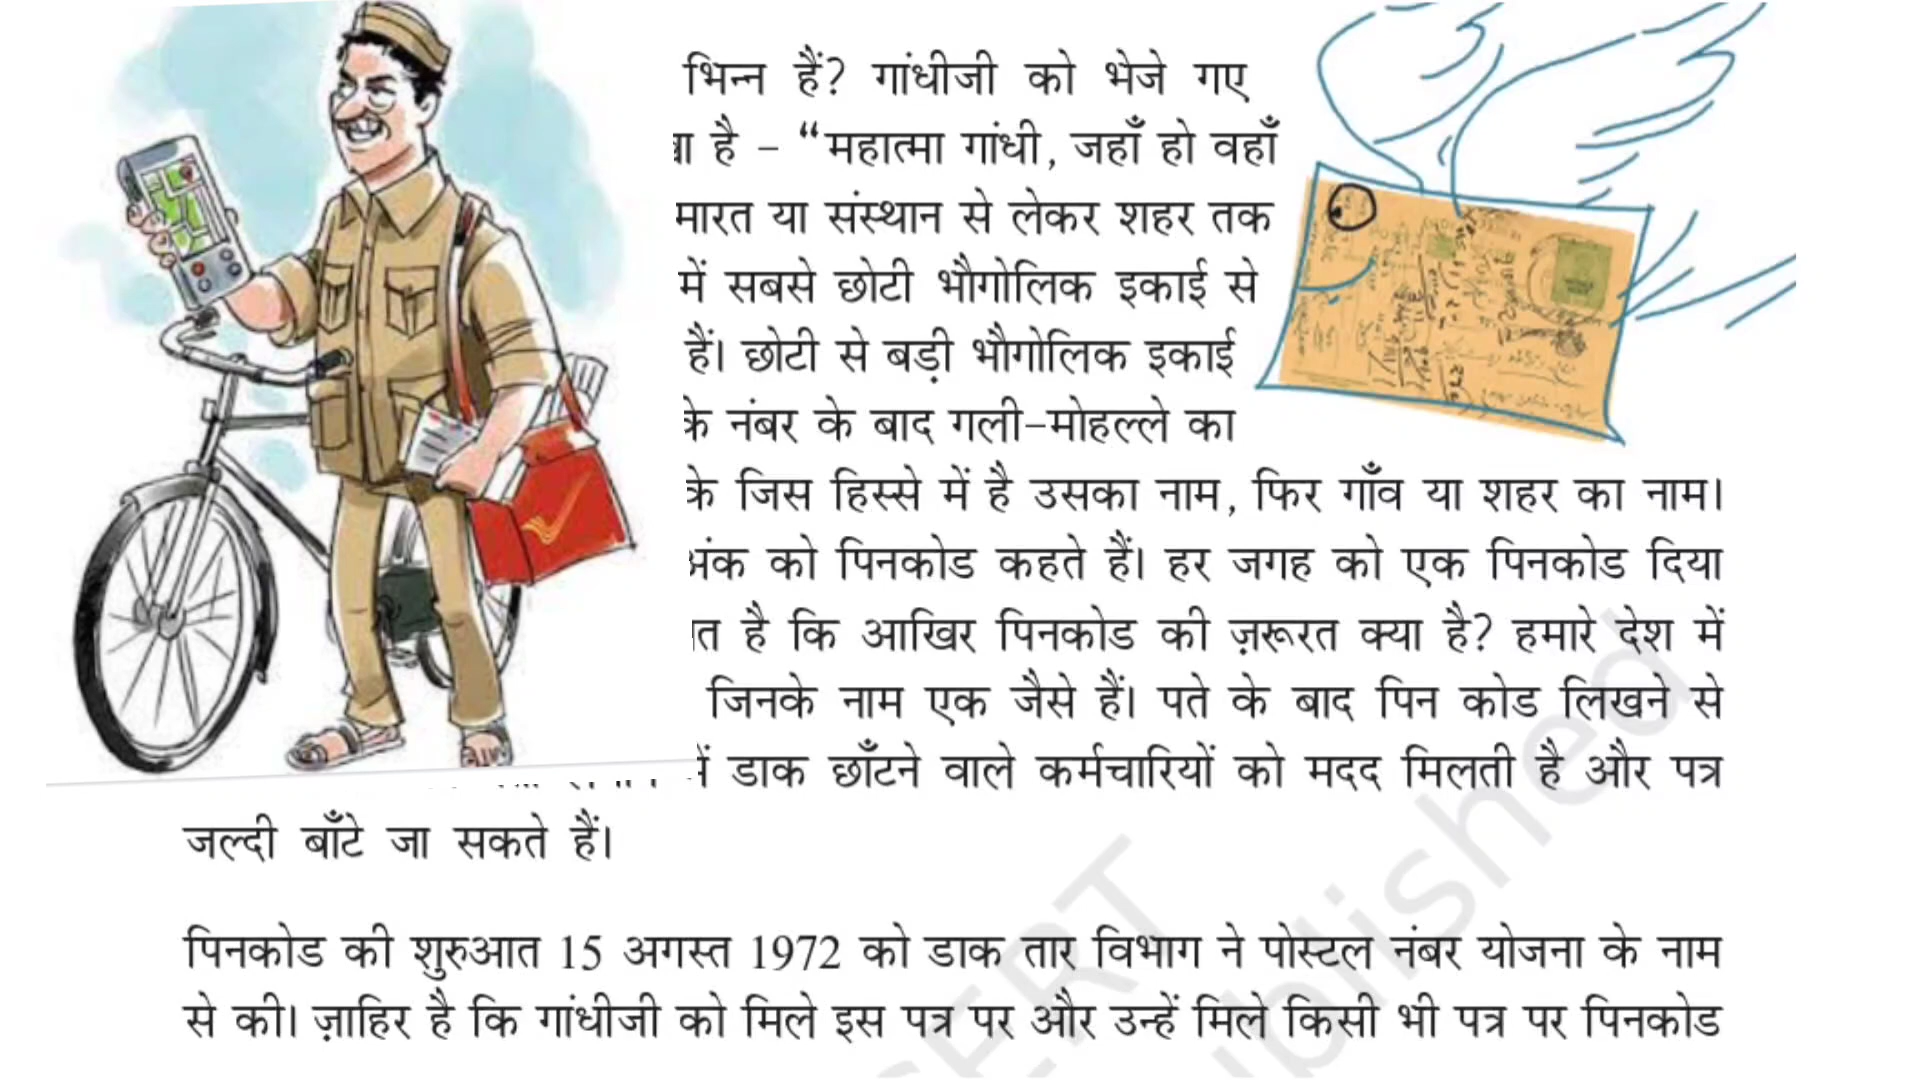 भिन्न हैं? गांधीजी को भेजे गए
है – “महात्मा गांधी, जहाँ हो वहाँ
या संस्थान से लेकर शहर तक
में सबसे छोटी भौगोलिक इकाई से
हैं। छोटी से बड़ी भौगोलिक इकाई
के नंबर के बाद गली-मोहल्ले का
के जिस हिस्से में है उसका नाम, फिर गाँव या शहर का नाम।
को पिनकोड कहते हैं। हर जगह को एक पिनकोड दिया
है कि आखिर पिनकोड की ज़रूरत क्या है? हमारे देश में
जिनके नाम एक जैसे हैं। पते के बाद पिन कोड लिखने से
में डाक छाँटने वाले कर्मचारियों को मदद मिलती है और पत्र
जल्दी बाँटे जा सकते हैं।
पिनकोड की शुरुआत 15 अगस्त 1972 को डाक तार विभाग ने पोस्टल नंबर योजना के नाम
से की। ज़ाहिर है कि गांधीजी को मिले इस पत्र पर और उन्हें मिले किसी भी पत्र पर पिनकोड